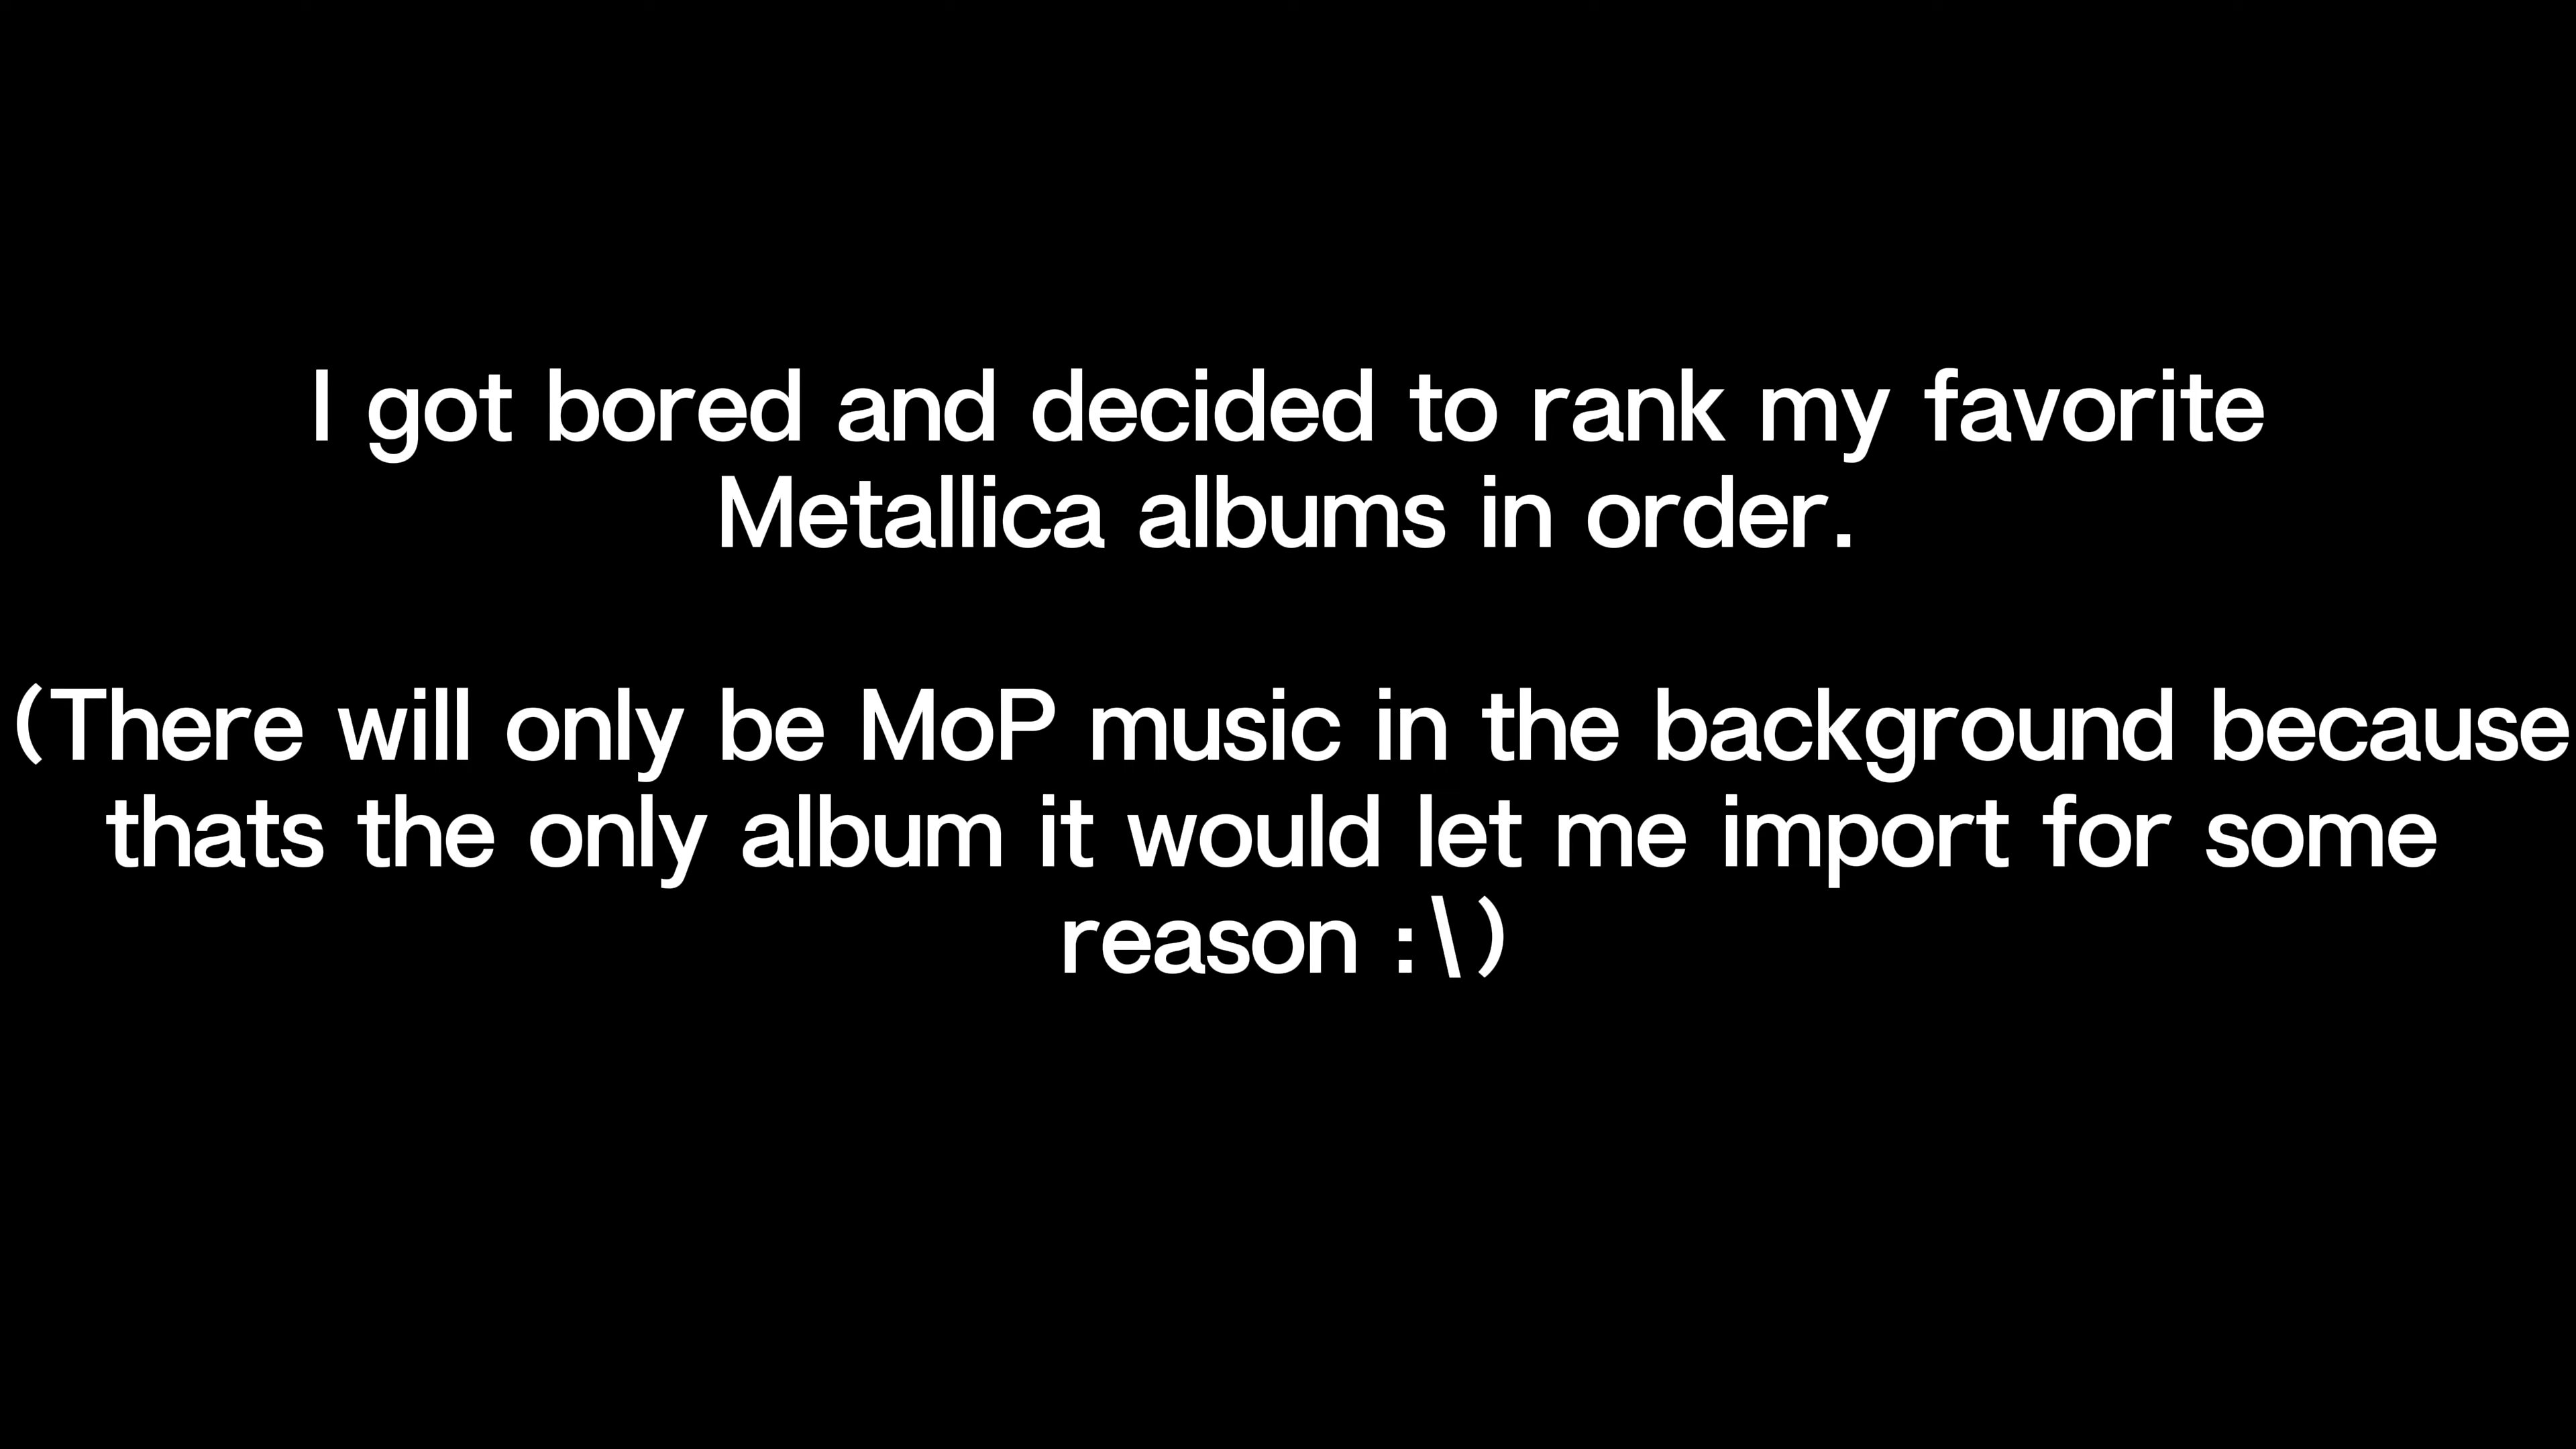 I got bored and decided to rank my favorite
Metallica albums in order.
(There will only be MoP music in the background because
thats the only album it would let me import for some
reason :\)